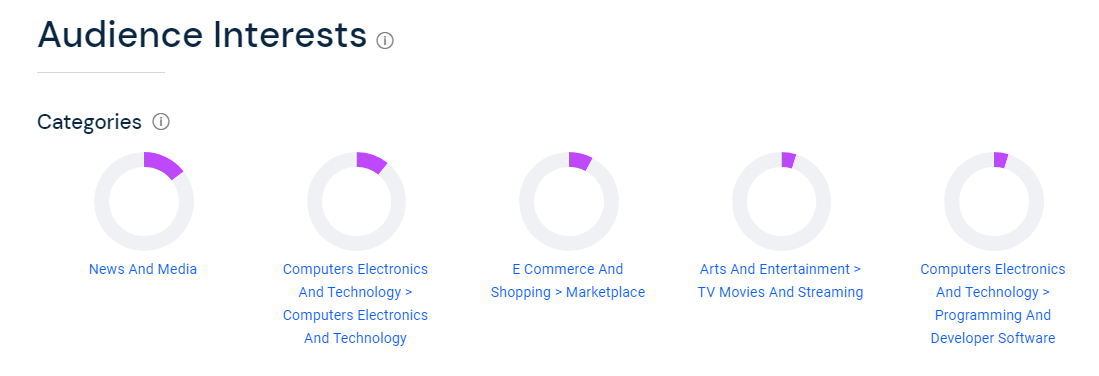 Audience Interests
Categories
News And Media
Computers Electronics
And Technology >
Computers Electronics
And Technology
E Commerce And
Shopping > Marketplace
Arts And Entertainment >
TV Movies And Streaming
Computers Electronics
And Technology >
Programming And
Developer Software